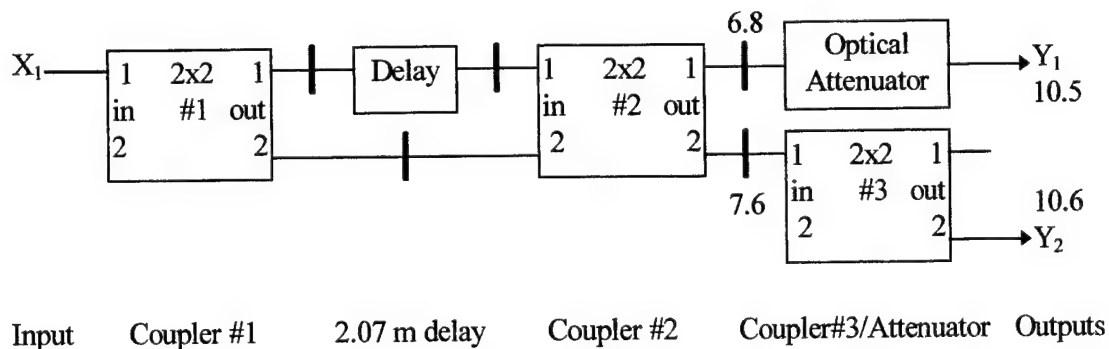 X₁
1 2x2 1
in #1 out
2 2
Delay
1 2x2 1
in #2 out
2 2
6.8
7.6
Optical
Attenuator
Y₁
10.5
1 2x2 1
in #3 out
2 2
10.6
Y₂
Input Coupler #1 2.07 m delay Coupler #2 Coupler#3/Attenuator Outputs